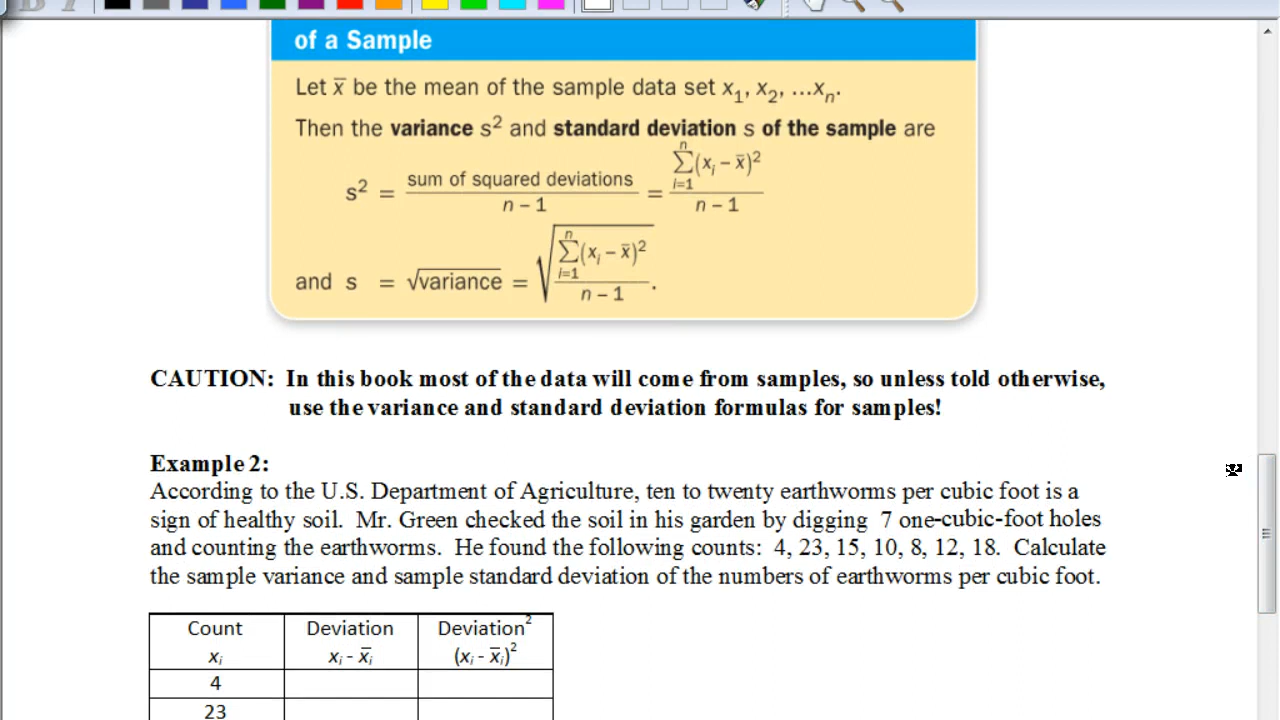 of a Sample
Let x̄ be the mean of the sample data set x₁, x₂, …xₙ.
Then the variance s² and standard deviation s of the sample are
s² = sum of squared deviations / n – 1 = ∑ⁿᵢ₌₁(xᵢ – x̄)² / n – 1
and s = √variance = √(∑ⁿᵢ₌₁(xᵢ – x̄)² / n – 1).
CAUTION: In this book most of the data will come from samples, so unless told otherwise,
use the variance and standard deviation formulas for samples!
Example 2:
According to the U.S. Department of Agriculture, ten to twenty earthworms per cubic foot is a
sign of healthy soil. Mr. Green checked the soil in his garden by digging 7 one-cubic-foot holes
and counting the earthworms. He found the following counts: 4, 23, 15, 10, 8, 12, 18. Calculate
the sample variance and sample standard deviation of the numbers of earthworms per cubic foot.
Count Deviation Deviation²
xᵢ xᵢ - x̄ᵢ (xᵢ - x̄ᵢ)²
4
23